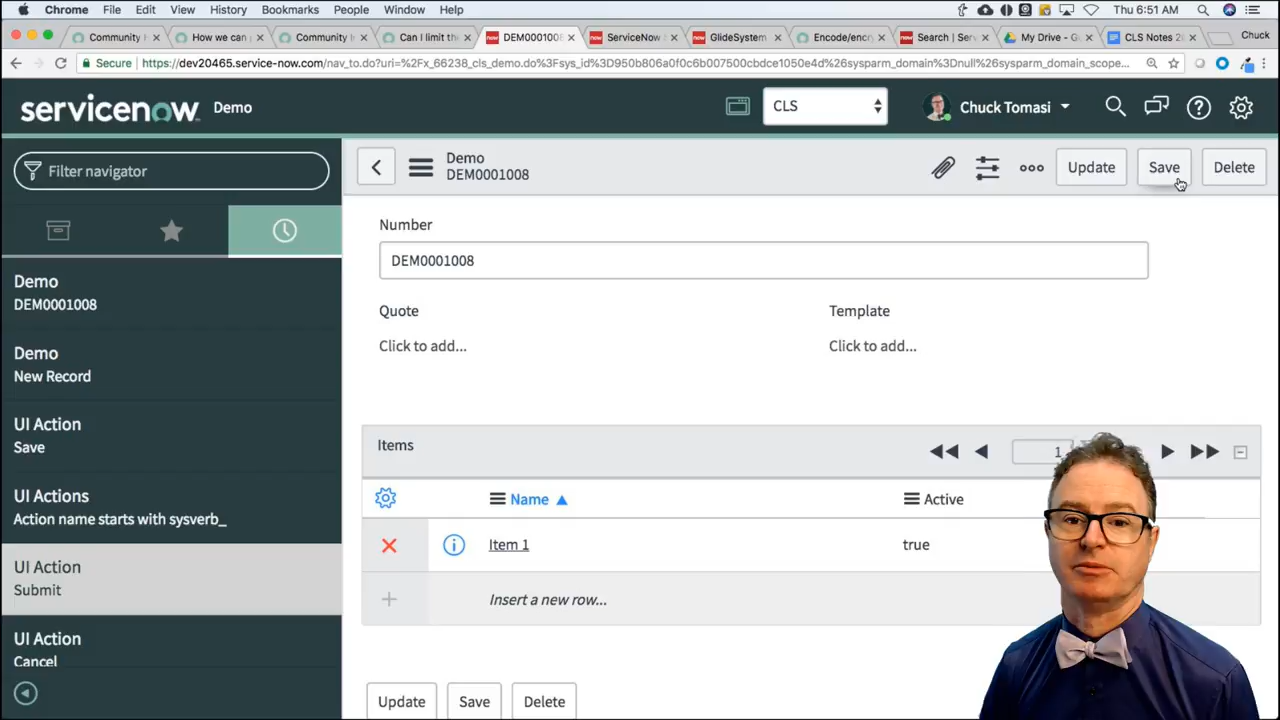 Chrome File Edit View History Bookmarks People Window Help Thu 6:51 AM
Community I
How we can
Community I
Can I limit the
now DEM0001008
now ServiceNow
now GlideSystem
Encode/encry
now Search | Serv
My Drive - G
CLS Notes 2
Chuck
Secure https://dev20465.service-now.com/nav_to.do?uri=%2Fx_66238_cls_demo.do%3Fsys_id%3D950b806a0f0c6b007500cbdce1050e4d%26sysparm_domain%3Dnull%26sysparm_domain_scope...
servicenow Demo CLS Chuck Tomasi
Filter navigator
Demo
DEM0001008
Update Save Delete
Demo
DEM0001008
Demo
New Record
UI Action
Save
UI Actions
Action name starts with sysverb_
UI Action
Submit
UI Action
Cancel
Number
DEM0001008
Quote Template
Click to add... Click to add...
Items 1
Name Active
Item 1 true
Insert a new row...
Update Save Delete